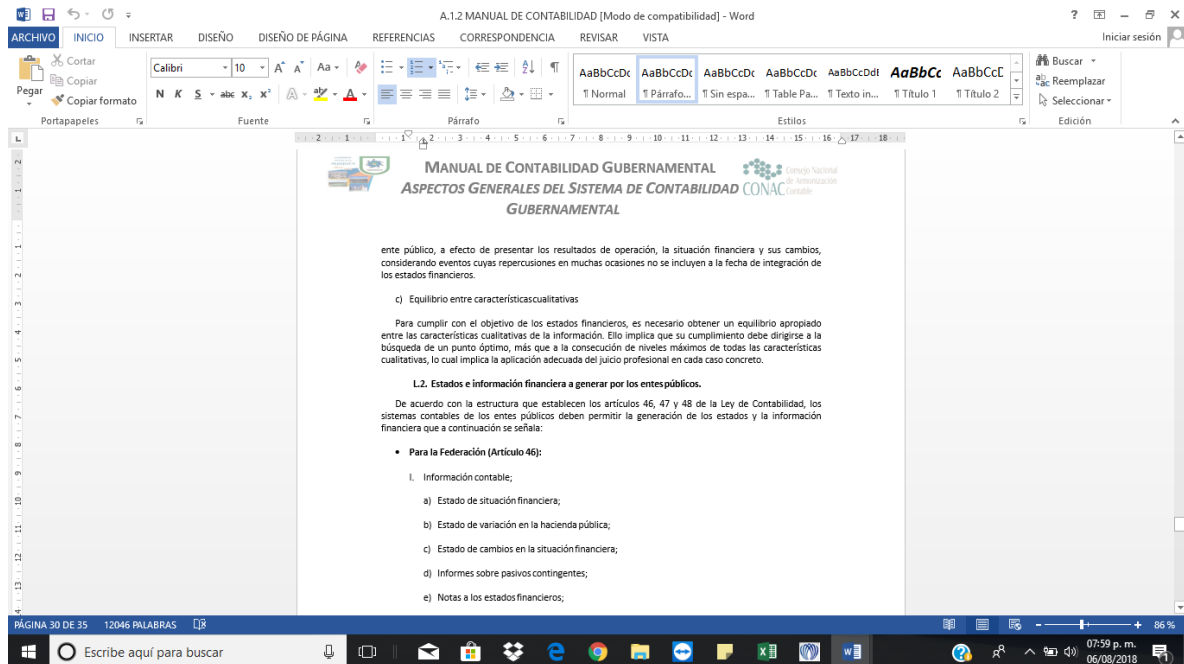 A.1.2 MANUAL DE CONTABILIDAD [Modo de compatibilidad] - Word
ARCHIVO INICIO INSERTAR DISEÑO DISEÑO DE PÁGINA REFERENCIAS CORRESPONDENCIA REVISAR VISTA Iniciar sesión
Pegar
Cortar
Copiar
Copiar formato
Portapapeles
Calibri 10
N K S abc X₂ X²
Fuente
Párrafo
AaBbCcDc AaBbCcDc AaBbCcDc AaBbCcDc AaBbCcDdE AaBbCc AaBbCcD
¶ Normal ¶ Párrafo... ¶ Sin espa... ¶ Table Pa... ¶ Texto in... ¶ Título 1 ¶ Título 2
Estilos
Buscar
Reemplazar
Seleccionar
Edición
MANUAL DE CONTABILIDAD GUBERNAMENTAL
ASPECTOS GENERALES DEL SISTEMA DE CONTABILIDAD
GUBERNAMENTAL
CONAC
Consejo Nacional
de Armonización
Contable
ente público, a efecto de presentar los resultados de operación, la situación financiera y sus cambios,
considerando eventos cuyas repercusiones en muchas ocasiones no se incluyen a la fecha de integración de
los estados financieros.
c) Equilibrio entre característicascualitativas
Para cumplir con el objetivo de los estados financieros, es necesario obtener un equilibrio apropiado
entre las características cualitativas de la información. Ello implica que su cumplimiento debe dirigirse a la
búsqueda de un punto óptimo, más que a la consecución de niveles máximos de todas las características
cualitativas, lo cual implica la aplicación adecuada del juicio profesional en cada caso concreto.
L.2. Estados e información financiera a generar por los entespúblicos.
De acuerdo con la estructura que establecen los artículos 46, 47 y 48 de la Ley de Contabilidad, los
sistemas contables de los entes públicos deben permitir la generación de los estados y la información
financiera que a continuación se señala:
• Para la Federación (Artículo 46):
I. Información contable;
a) Estado de situación financiera;
b) Estado de variación en la hacienda pública;
c) Estado de cambios en la situación financiera;
d) Informes sobre pasivos contingentes;
e) Notas a los estados financieros;
PÁGINA 30 DE 35 12046 PALABRAS 86 %
Escribe aquí para buscar
07:59 p. m.
06/08/2018